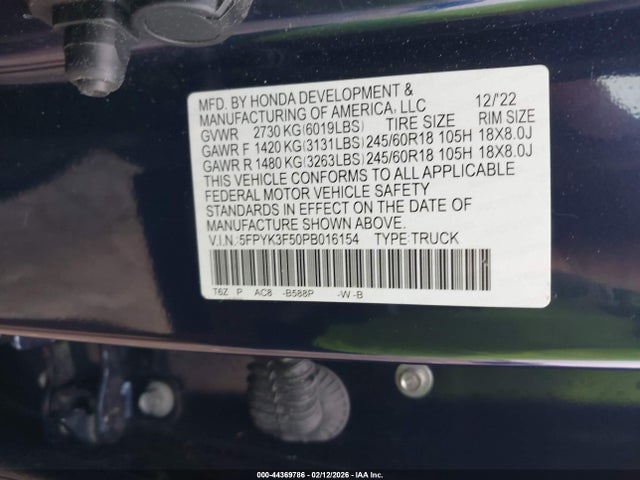 MFD. BY HONDA DEVELOPMENT &
MANUFACTURING OF AMERICA, LLC 12/'22
GVWR 2730 KG(6019LBS) TIRE SIZE RIM SIZE
GAWR F 1420 KG(3131LBS) 245/60R18 105H 18X8.0J
GAWR R 1480 KG(3263LBS) 245/60R18 105H 18X8.0J
THIS VEHICLE CONFORMS TO ALL APPLICABLE
FEDERAL MOTOR VEHICLE SAFETY
STANDARDS IN EFFECT ON THE DATE OF
MANUFACTURE SHOWN ABOVE.
V.I.N.:5FPYK3F50PB016154 TYPE:TRUCK
T6Z P AC8 -B588P -W-B
000-44369786 - 02/12/2026 - IAA Inc.